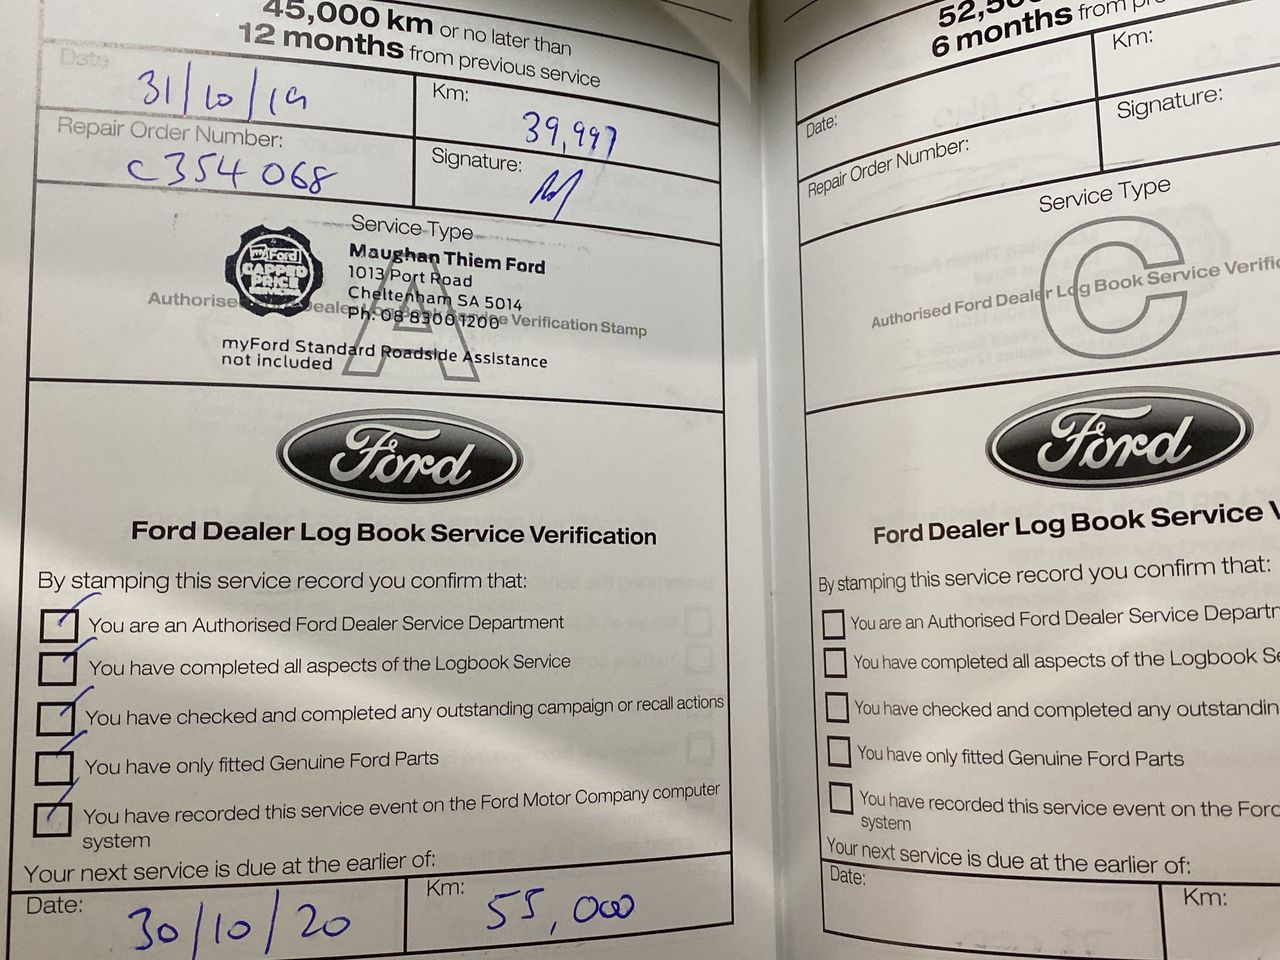 45,000 km or no later than
12 months from previous service
Date
31/10/19
Km:
39,997
Repair Order Number:
C354068
Signature:
Service Type
A
myFord
CAPPED
PRICE
SERVICE
Maughan Thiem Ford
1013 Port Road
Cheltenham SA 5014
Ph: 08 8300 1200
Authorised Ford Dealer Log Book Service Verification Stamp
myFord Standard Roadside Assistance
not included
Ford
Ford Dealer Log Book Service Verification
By stamping this service record you confirm that:
You are an Authorised Ford Dealer Service Department
You have completed all aspects of the Logbook Service
You have checked and completed any outstanding campaign or recall actions
You have only fitted Genuine Ford Parts
You have recorded this service event on the Ford Motor Company computer
system
Your next service is due at the earlier of:
Date:
30/10/20
Km:
55,000
52,50
6 months from
Date:
Km:
Repair Order Number:
Signature:
Service Type
C
Authorised Ford Dealer Log Book Service Verific
Ford
Ford Dealer Log Book Service V
By stamping this service record you confirm that:
You are an Authorised Ford Dealer Service Departm
You have completed all aspects of the Logbook Se
You have checked and completed any outstandin
You have only fitted Genuine Ford Parts
You have recorded this service event on the Ford
system
Your next service is due at the earlier of:
Date:
Km: